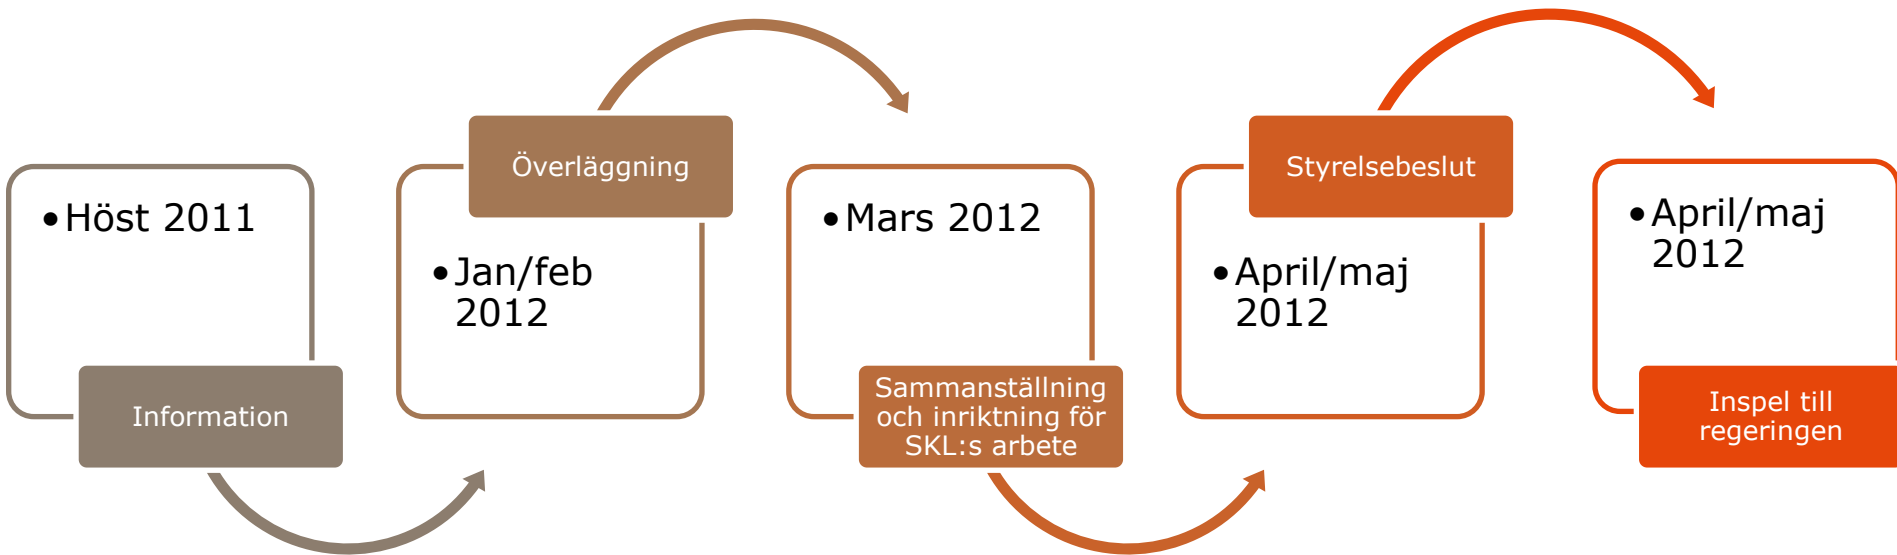 •Höst 2011
Information
Överläggning
•Jan/feb
2012
•Mars 2012
Sammanställning
och inriktning för
SKL:s arbete
Styrelsebeslut
•April/maj
2012
•April/maj
2012
Inspel till
regeringen